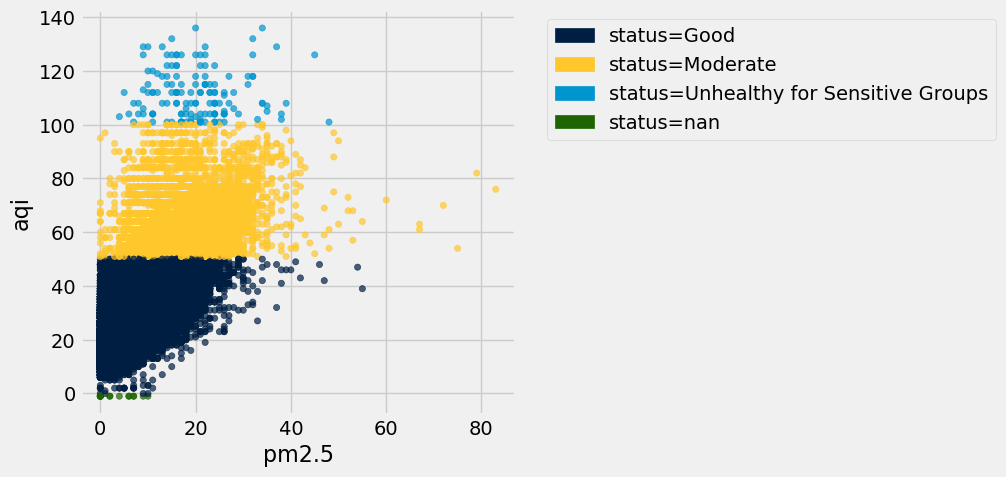 140
120
100
80
60
40
20
0
aqi
0 20 40 60 80
pm2.5
status=Good
status=Moderate
status=Unhealthy for Sensitive Groups
status=nan